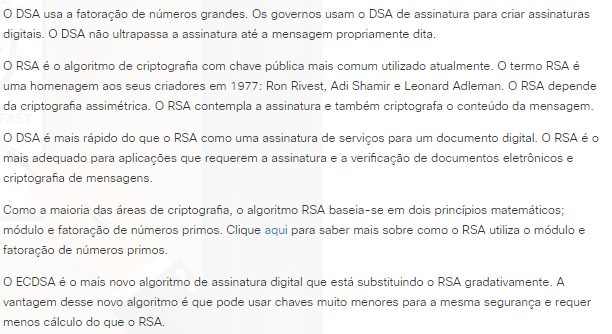 O DSA usa a fatoração de números grandes. Os governos usam o DSA de assinatura para criar assinaturas
digitais. O DSA não ultrapassa a assinatura até a mensagem propriamente dita.
O RSA é o algoritmo de criptografia com chave pública mais comum utilizado atualmente. O termo RSA é
uma homenagem aos seus criadores em 1977: Ron Rivest, Adi Shamir e Leonard Adleman. O RSA depende
da criptografia assimétrica. O RSA contempla a assinatura e também criptografa o conteúdo da mensagem.
O DSA é mais rápido do que o RSA como uma assinatura de serviços para um documento digital. O RSA é o
mais adequado para aplicações que requerem a assinatura e a verificação de documentos eletrônicos e
criptografia de mensagens.
Como a maioria das áreas de criptografia, o algoritmo RSA baseia-se em dois princípios matemáticos;
módulo e fatoração de números primos. Clique aqui para saber mais sobre como o RSA utiliza o módulo e
fatoração de números primos.
O ECDSA é o mais novo algoritmo de assinatura digital que está substituindo o RSA gradativamente. A
vantagem desse novo algoritmo é que pode usar chaves muito menores para a mesma segurança e requer
menos cálculo do que o RSA.